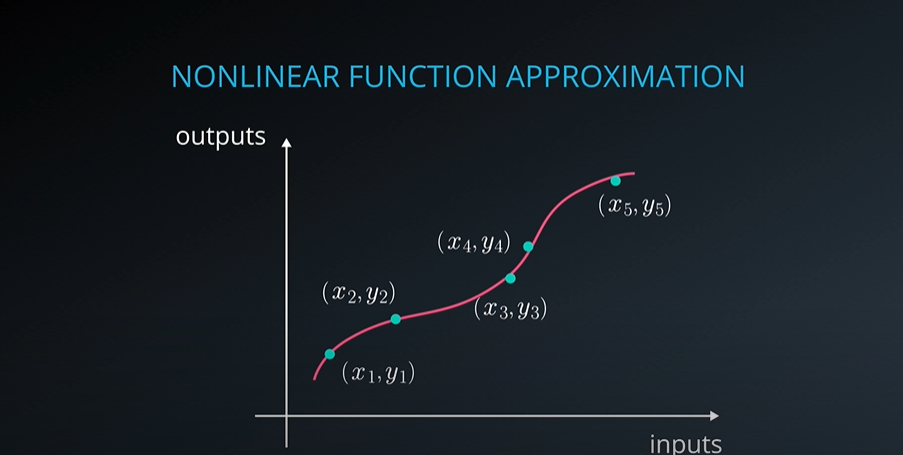 NONLINEAR FUNCTION APPROXIMATION
outputs
(x₅, y₅)
(x₄, y₄)
(x₂, y₂)
(x₃, y₃)
(x₁, y₁)
inputs